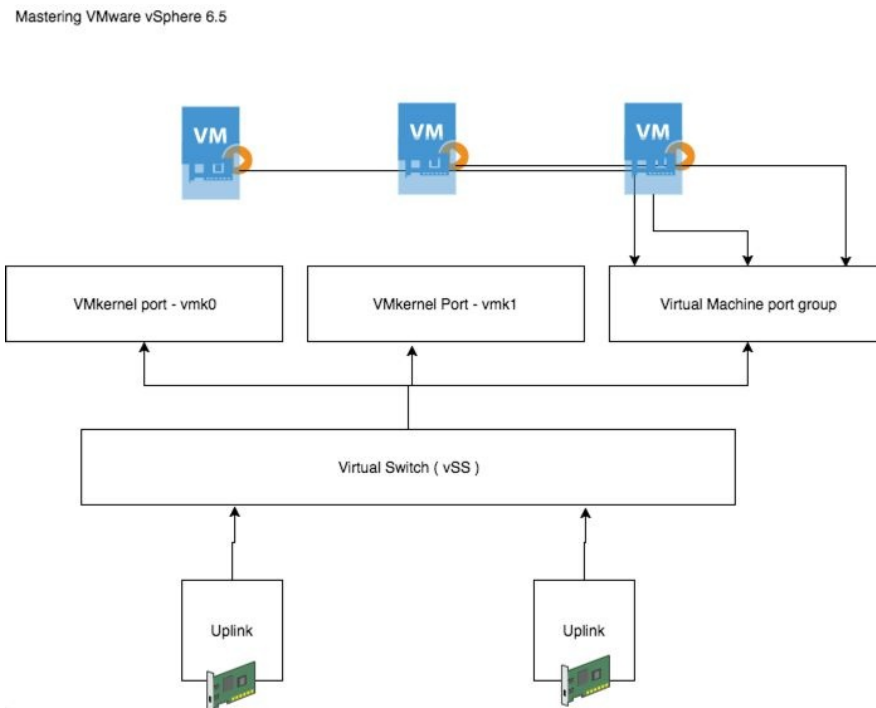 Mastering VMware vSphere 6.5
VM
VM
VM
VMkernel port - vmk0
VMkernel Port - vmk1
Virtual Machine port group
Virtual Switch ( vSS )
Uplink
Uplink